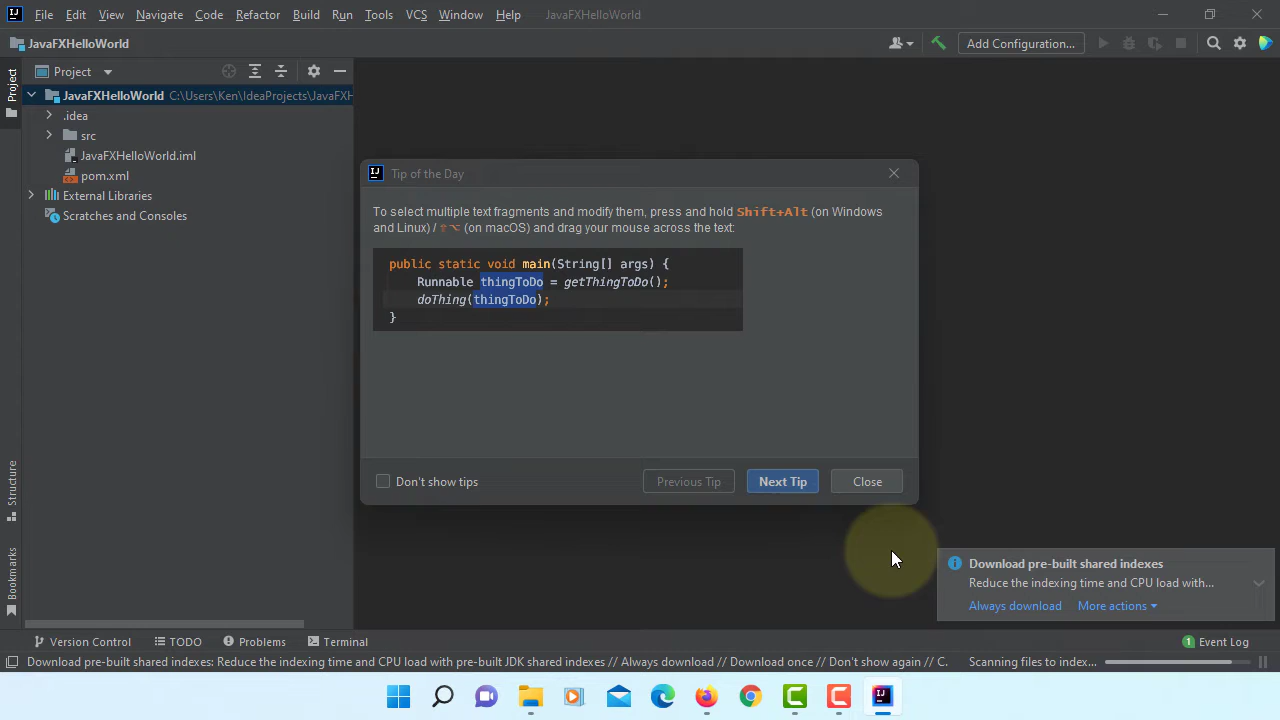 File Edit View Navigate Code Refactor Build Run Tools VCS Window Help JavaFXHelloWorld
JavaFXHelloWorld
Add Configuration...
Project
Project
JavaFXHelloWorld C:\Users\Ken\IdeaProjects\JavaFXH
.idea
src
JavaFXHelloWorld.iml
pom.xml
External Libraries
Scratches and Consoles
Tip of the Day
To select multiple text fragments and modify them, press and hold Shift+Alt (on Windows
and Linux) / ⇧⌥ (on macOS) and drag your mouse across the text:
public static void main(String[] args) {
Runnable thingToDo = getThingToDo();
doThing(thingToDo);
}
Don't show tips
Previous Tip
Next Tip
Close
Structure
Bookmarks
Download pre-built shared indexes
Reduce the indexing time and CPU load with...
Always download More actions
Version Control TODO Problems Terminal
1 Event Log
Download pre-built shared indexes: Reduce the indexing time and CPU load with pre-built JDK shared indexes // Always download // Download once // Don't show again // C.
Scanning files to index...